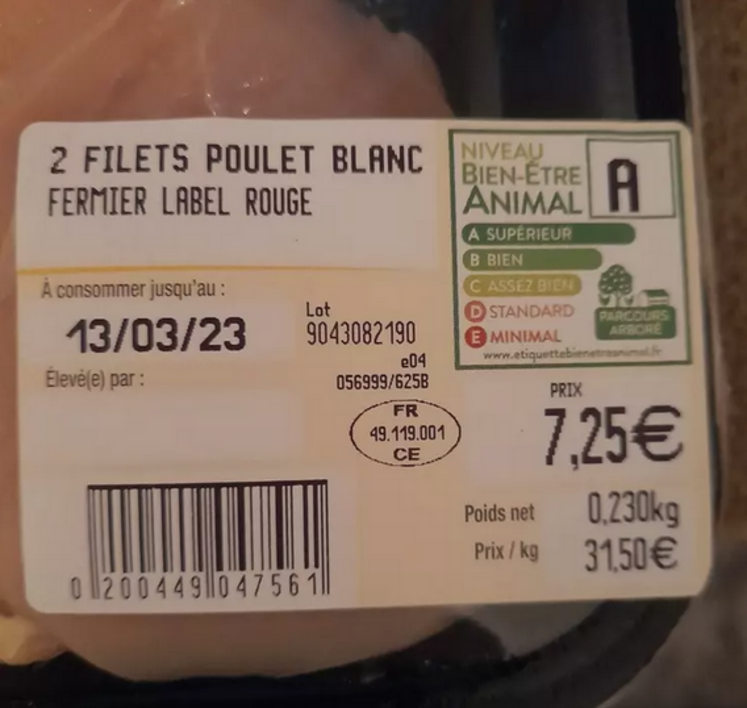 2 FILETS POULET BLANC
FERMIER LABEL ROUGE
À consommer jusqu'au :
13/03/23
Élevé(e) par :
Lot
9043082190
e04
056999/625B
FR
49.119.001
CE
0 200449 047561
NIVEAU
BIEN-ÊTRE
ANIMAL
A
A SUPÉRIEUR
B BIEN
C ASSEZ BIEN
D STANDARD
E MINIMAL
PARCOURS
ARBORÉ
www.etiquettebienetreanimal.fr
PRIX
7,25€
Poids net 0,230kg
Prix / kg 31,50€